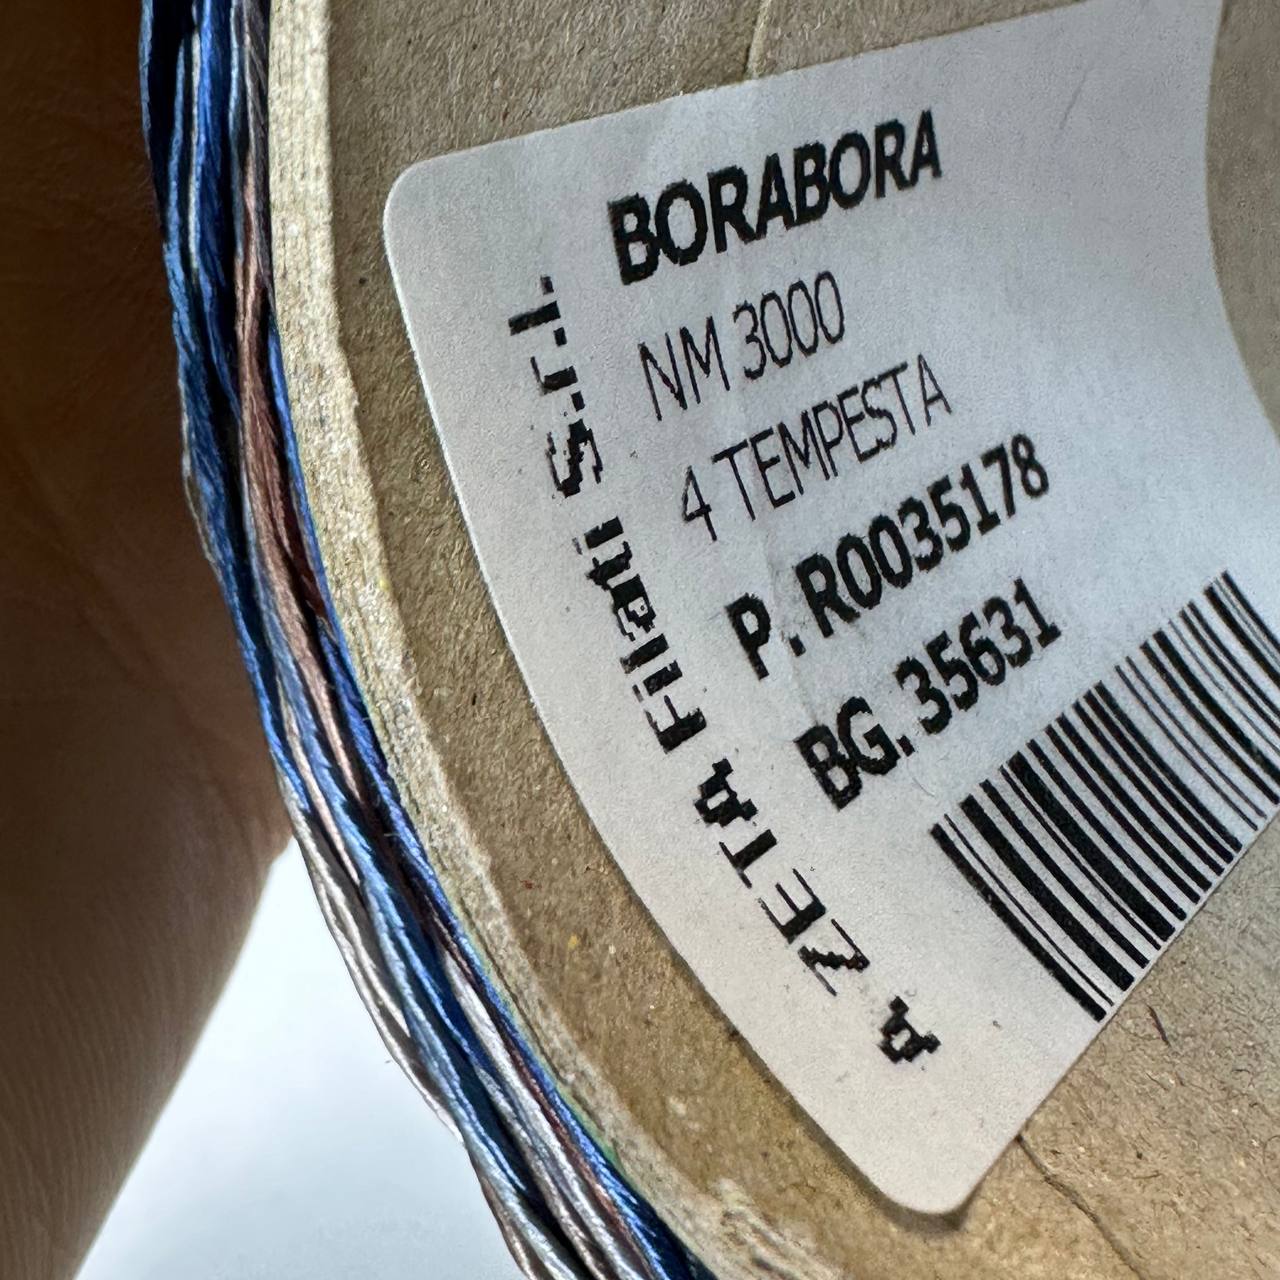 BORABORA
NM 3000
4 TEMPESTA
P. R0035178
BG. 35631
A. ZETA Filati S.r.l.